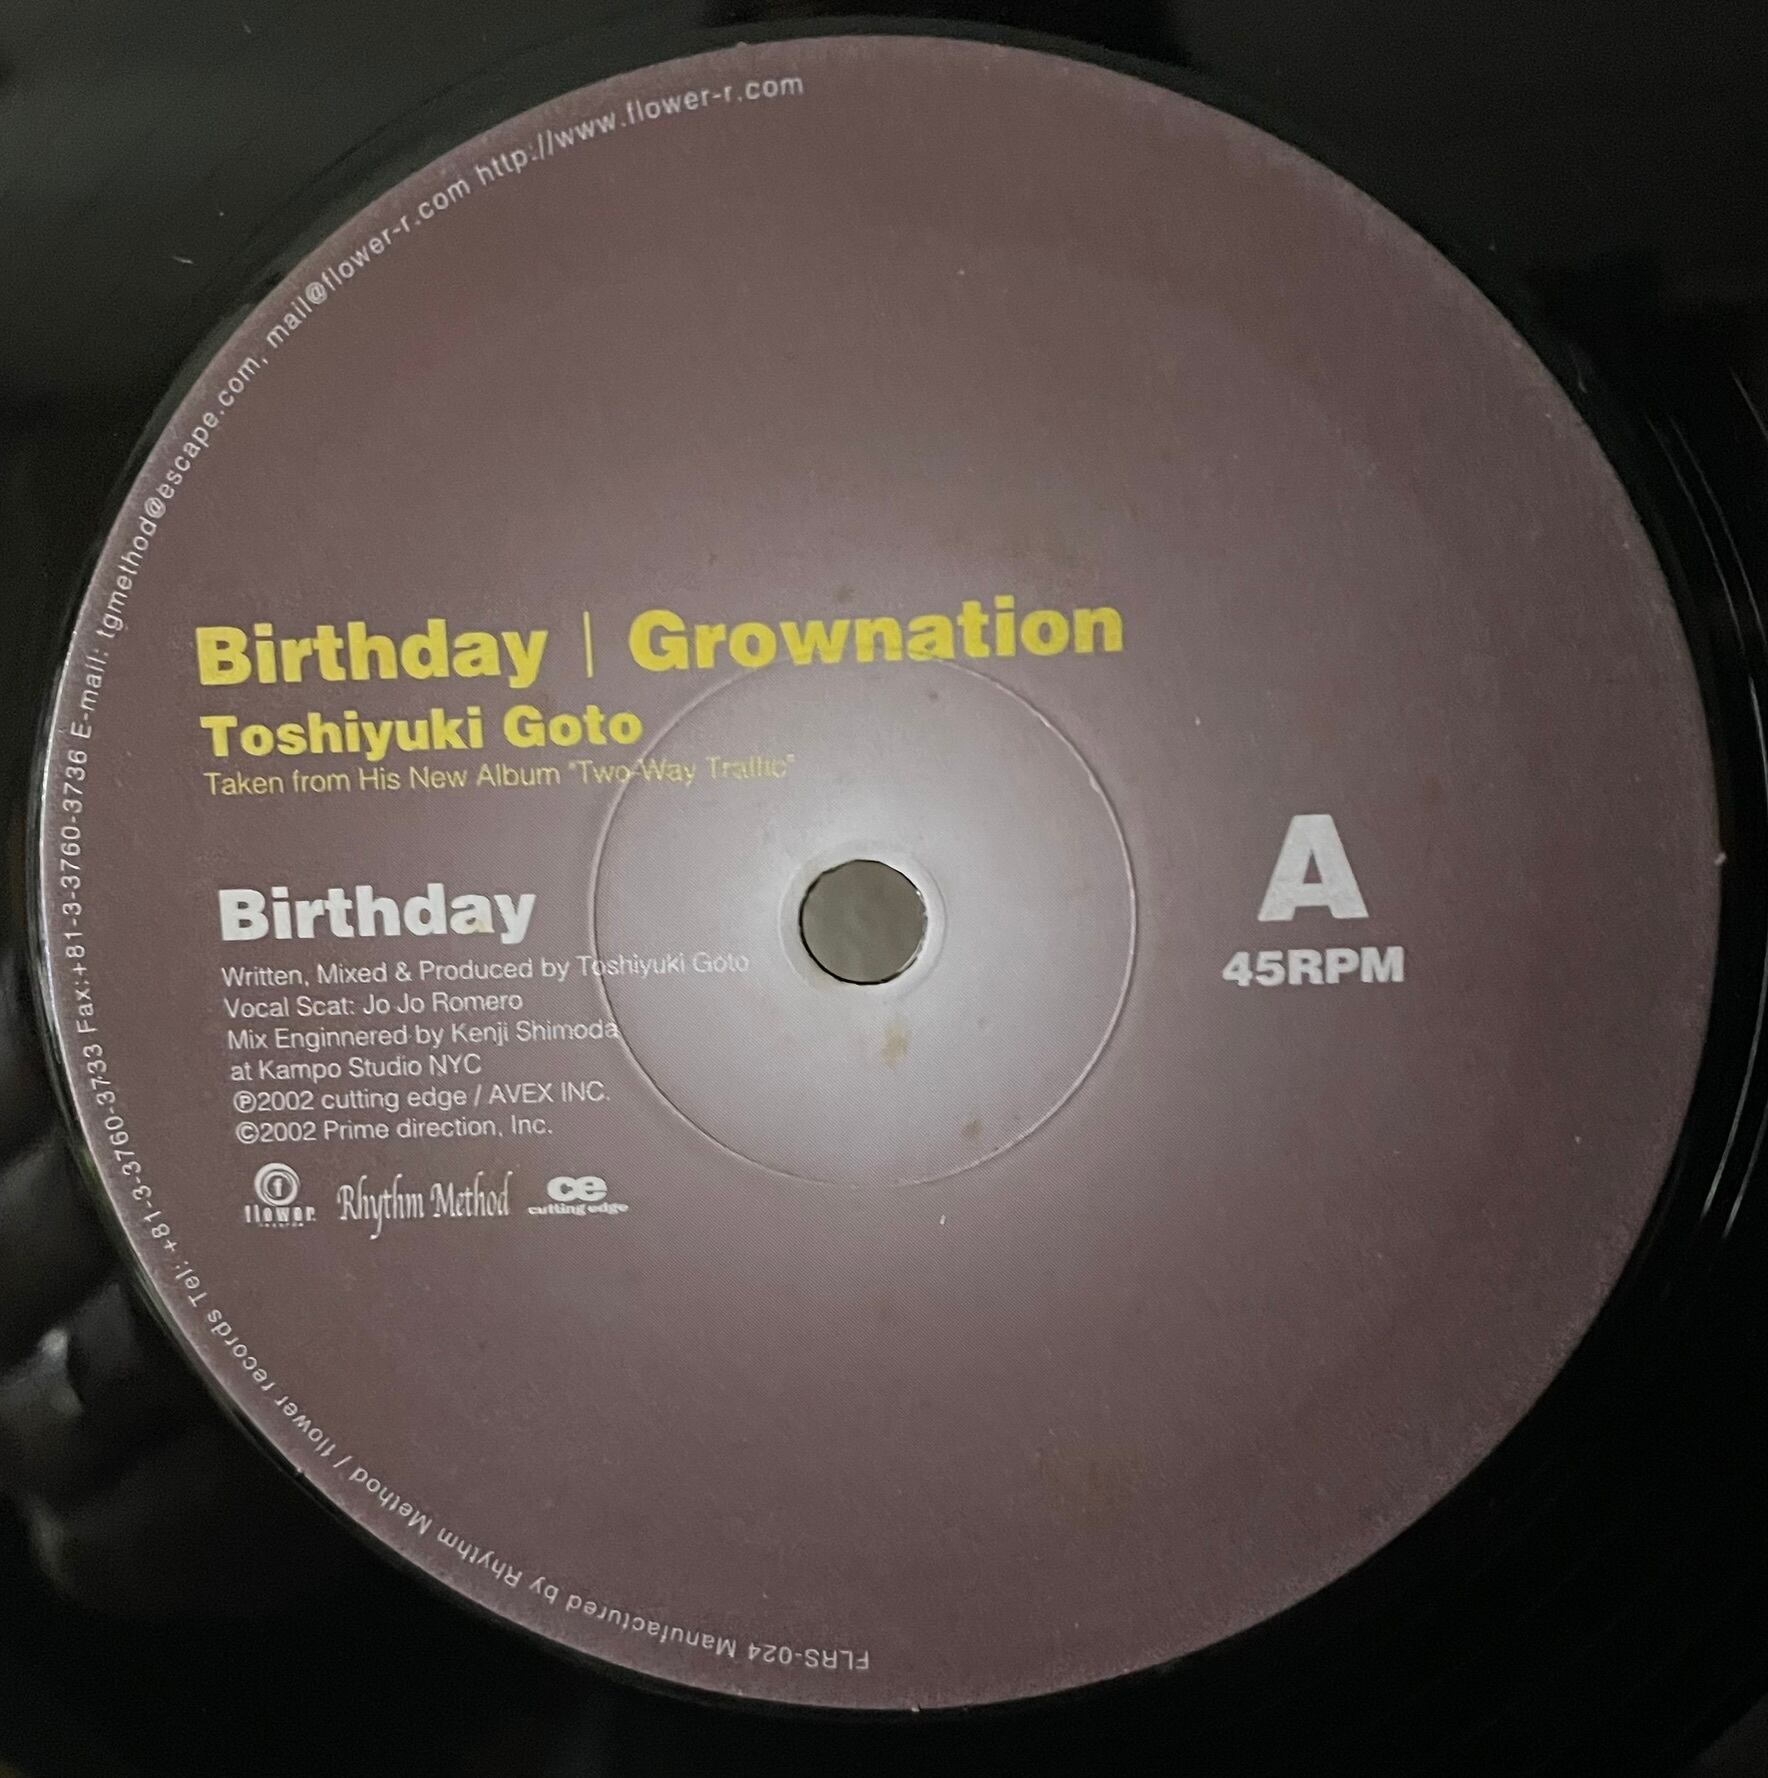 Birthday | Grownation
Toshiyuki Goto
Taken from His New Album "Two-Way Traffic"
Birthday
Written, Mixed & Produced by Toshiyuki Goto
Vocal Scat: Jo Jo Romero
Mix Enginnered by Kenji Shimoda
at Kampo Studio NYC
℗2002 cutting edge / AVEX INC.
©2002 Prime direction, Inc.
f
flower
Rhythm Method
ce
cutting edge
A
45RPM
FLRS-024 Manufactured by Rhythm Method / flower records Tel:+81-3-3760-3733 Fax:+81-3-3760-3736 E-mail: tgmethod@escape.com, mail@flower-r.com http://www.flower-r.com